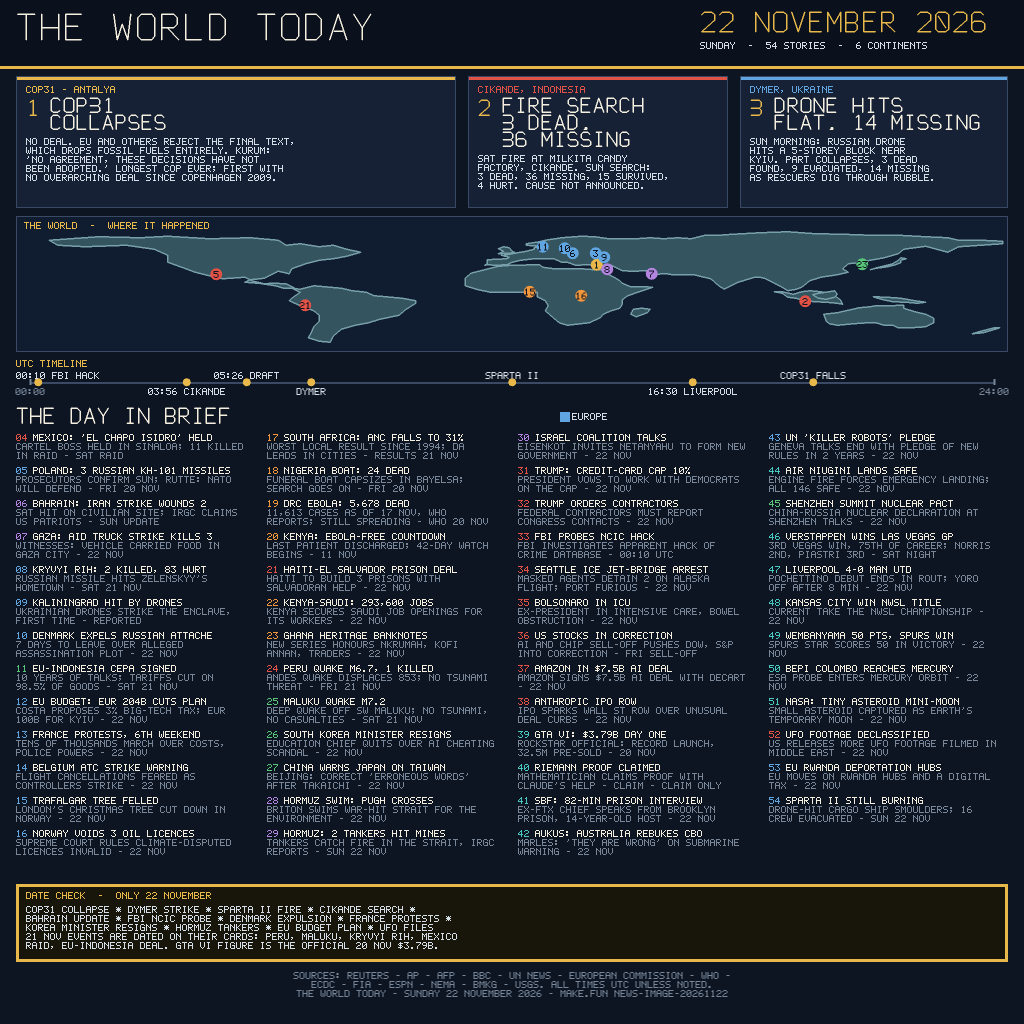 THE WORLD TODAY
22 NOVEMBER 2026
SUNDAY - 54 STORIES - 6 CONTINENTS
COP31 - ANTALYA
1 COP31
COLLAPSES
NO DEAL. EU AND OTHERS REJECT THE FINAL TEXT,
WHICH DROPS FOSSIL FUELS ENTIRELY. KURUM:
'NO AGREEMENT, THESE DECISIONS HAVE NOT
BEEN ADOPTED.' LONGEST COP EVER; FIRST WITH
NO OVERARCHING DEAL SINCE COPENHAGEN 2009.
CIKANDE, INDONESIA
2 FIRE SEARCH
3 DEAD.
36 MISSING
SAT FIRE AT MILKITA CANDY
FACTORY, CIKANDE. SUN SEARCH:
3 DEAD, 36 MISSING, 15 SURVIVED,
4 HURT. CAUSE NOT ANNOUNCED.
DYMER, UKRAINE
3 DRONE HITS
FLAT. 14 MISSING
SUN MORNING: RUSSIAN DRONE
HITS A 5-STOREY BLOCK NEAR
KYIV. PART COLLAPSES, 3 DEAD
FOUND, 9 EVACUATED, 14 MISSING
AS RESCUERS DIG THROUGH RUBBLE.
THE WORLD - WHERE IT HAPPENED
11 10 6 3 9
1 8 7 23
5
15 16 2
21
UTC TIMELINE
00:10 FBI HACK 05:26 DRAFT SPARTA II COP31 FALLS
00:00 03:56 CIKANDE DYMER 16:30 LIVERPOOL 24:00
THE DAY IN BRIEF
EUROPE
04 MEXICO: 'EL CHAPO ISIDRO' HELD
CARTEL BOSS HELD IN SINALOA; 11 KILLED
IN RAID - SAT RAID
05 POLAND: 3 RUSSIAN KH-101 MISSILES
PROSECUTORS CONFIRM SUN; RUTTE: NATO
WILL DEFEND - FRI 20 NOV
06 BAHRAIN: IRAN STRIKE WOUNDS 2
SAT HIT ON CIVILIAN SITE; IRGC CLAIMS
US PATRIOTS - SUN UPDATE
07 GAZA: AID TRUCK STRIKE KILLS 3
WITNESSES: VEHICLE CARRIED FOOD IN
GAZA CITY - 22 NOV
08 KRYVYI RIH: 2 KILLED, 83 HURT
RUSSIAN MISSILE HITS ZELENSKYY'S
HOMETOWN - SAT 21 NOV
09 KALININGRAD HIT BY DRONES
UKRAINIAN DRONES STRIKE THE ENCLAVE,
FIRST TIME - REPORTED
10 DENMARK EXPELS RUSSIAN ATTACHE
7 DAYS TO LEAVE OVER ALLEGED
ASSASSINATION PLOT - 22 NOV
11 EU-INDONESIA CEPA SIGNED
10 YEARS OF TALKS; TARIFFS CUT ON
98.5% OF GOODS - SAT 21 NOV
12 EU BUDGET: EUR 204B CUTS PLAN
COSTA PROPOSES 3% BIG-TECH TAX; EUR
100B FOR KYIV - 22 NOV
13 FRANCE PROTESTS, 6TH WEEKEND
TENS OF THOUSANDS MARCH OVER COSTS,
POLICE POWERS - 22 NOV
14 BELGIUM ATC STRIKE WARNING
FLIGHT CANCELLATIONS FEARED AS
CONTROLLERS STRIKE - 22 NOV
15 TRAFALGAR TREE FELLED
LONDON'S CHRISTMAS TREE CUT DOWN IN
NORWAY - 22 NOV
16 NORWAY VOIDS 3 OIL LICENCES
SUPREME COURT RULES CLIMATE-DISPUTED
LICENCES INVALID - 22 NOV
17 SOUTH AFRICA: ANC FALLS TO 31%
WORST LOCAL RESULT SINCE 1994; DA
LEADS IN CITIES - RESULTS 21 NOV
18 NIGERIA BOAT: 24 DEAD
FUNERAL BOAT CAPSIZES IN BAYELSA;
SEARCH GOES ON - FRI 20 NOV
19 DRC EBOLA: 5,678 DEAD
11,613 CASES AS OF 17 NOV, WHO
REPORTS; STILL SPREADING - WHO 20 NOV
20 KENYA: EBOLA-FREE COUNTDOWN
LAST PATIENT DISCHARGED; 42-DAY WATCH
BEGINS - 11 NOV
21 HAITI-EL SALVADOR PRISON DEAL
HAITI TO BUILD 3 PRISONS WITH
SALVADORAN HELP - 22 NOV
22 KENYA-SAUDI: 293,600 JOBS
KENYA SECURES SAUDI JOB OPENINGS FOR
ITS WORKERS - 22 NOV
23 GHANA HERITAGE BANKNOTES
NEW SERIES HONOURS NKRUMAH, KOFI
ANNAN, TRADERS - 22 NOV
24 PERU QUAKE M6.7, 1 KILLED
ANDES QUAKE DISPLACES 853; NO TSUNAMI
THREAT - FRI 21 NOV
25 MALUKU QUAKE M7.2
DEEP QUAKE OFF S MALUKU; NO TSUNAMI,
NO CASUALTIES - SAT 21 NOV
26 SOUTH KOREA MINISTER RESIGNS
EDUCATION CHIEF QUITS OVER AI CHEATING
SCANDAL - 22 NOV
27 CHINA WARNS JAPAN ON TAIWAN
BEIJING: CORRECT 'ERRONEOUS WORDS'
AFTER TAKAICHI - 22 NOV
28 HORMUZ SWIM: PUGH CROSSES
BRITON SWIMS WAR-HIT STRAIT FOR THE
ENVIRONMENT - 22 NOV
29 HORMUZ: 2 TANKERS HIT MINES
TANKERS CATCH FIRE IN THE STRAIT, IRGC
REPORTS - SUN 22 NOV
30 ISRAEL COALITION TALKS
EISENKOT INVITES NETANYAHU TO FORM NEW
GOVERNMENT - 22 NOV
31 TRUMP: CREDIT-CARD CAP 10%
PRESIDENT VOWS TO WORK WITH DEMOCRATS
ON THE CAP - 22 NOV
32 TRUMP ORDERS CONTRACTORS
FEDERAL CONTRACTORS MUST REPORT
CONGRESS CONTACTS - 22 NOV
33 FBI PROBES NCIC HACK
FBI INVESTIGATES APPARENT HACK OF
CRIME DATABASE - 00:10 UTC
34 SEATTLE ICE JET-BRIDGE ARREST
MASKED AGENTS DETAIN 2 ON ALASKA
FLIGHT; PORT FURIOUS - 22 NOV
35 BOLSONARO IN ICU
EX-PRESIDENT IN INTENSIVE CARE, BOWEL
OBSTRUCTION - 22 NOV
36 US STOCKS IN CORRECTION
AI AND CHIP SELL-OFF PUSHES DOW, S&P
INTO CORRECTION - FRI SELL-OFF
37 AMAZON IN $7.5B AI DEAL
AMAZON SIGNS $7.5B AI DEAL WITH DECART
- 22 NOV
38 ANTHROPIC IPO ROW
IPO SPARKS WALL ST ROW OVER UNUSUAL
DEAL CURBS - 22 NOV
39 GTA VI: $3.79B DAY ONE
ROCKSTAR OFFICIAL: RECORD LAUNCH,
32.5M PRE-SOLD - 20 NOV
40 RIEMANN PROOF CLAIMED
MATHEMATICIAN CLAIMS PROOF WITH
CLAUDE'S HELP - CLAIM - CLAIM ONLY
41 SBF: 82-MIN PRISON INTERVIEW
EX-FTX CHIEF SPEAKS FROM BROOKLYN
PRISON, 14-YEAR-OLD HOST - 22 NOV
42 AUKUS: AUSTRALIA REBUKES CBO
MARLES: 'THEY ARE WRONG' ON SUBMARINE
WARNING - 22 NOV
43 UN 'KILLER ROBOTS' PLEDGE
GENEVA TALKS END WITH PLEDGE OF NEW
RULES IN 2 YEARS - 22 NOV
44 AIR NIUGINI LANDS SAFE
ENGINE FIRE FORCES EMERGENCY LANDING;
ALL 146 SAFE - 22 NOV
45 SHENZHEN SUMMIT NUCLEAR PACT
CHINA-RUSSIA NUCLEAR DECLARATION AT
SHENZHEN TALKS - 22 NOV
46 VERSTAPPEN WINS LAS VEGAS GP
3RD VEGAS WIN, 75TH OF CAREER; NORRIS
2ND, PIASTRI 3RD - SAT NIGHT
47 LIVERPOOL 4-0 MAN UTD
POCHETTINO DEBUT ENDS IN ROUT; YORO
OFF AFTER 8 MIN - 22 NOV
48 KANSAS CITY WIN NWSL TITLE
CURRENT TAKE THE NWSL CHAMPIONSHIP -
22 NOV
49 WEMBANYAMA 50 PTS, SPURS WIN
SPURS STAR SCORES 50 IN VICTORY - 22
NOV
50 BEPI COLOMBO REACHES MERCURY
ESA PROBE ENTERS MERCURY ORBIT - 22
NOV
51 NASA: TINY ASTEROID MINI-MOON
SMALL ASTEROID CAPTURED AS EARTH'S
TEMPORARY MOON - 22 NOV
52 UFO FOOTAGE DECLASSIFIED
US RELEASES MORE UFO FOOTAGE FILMED IN
MIDDLE EAST - 22 NOV
53 EU RWANDA DEPORTATION HUBS
EU MOVES ON RWANDA HUBS AND A DIGITAL
TAX - 22 NOV
54 SPARTA II STILL BURNING
DRONE-HIT CARGO SHIP SMOULDERS; 16
CREW EVACUATED - 22 NOV
DATE CHECK - ONLY 22 NOVEMBER
COP31 COLLAPSE * DYMER STRIKE * SPARTA II FIRE * CIKANDE SEARCH *
BAHRAIN UPDATE * FBI NCIC PROBE * DENMARK EXPULSION * FRANCE PROTESTS *
KOREA MINISTER RESIGNS * HORMUZ TANKERS * EU BUDGET PLAN * UFO FILES
21 NOV EVENTS ARE DATED ON THEIR CARDS: PERU, MALUKU, KRYVYI RIH, MEXICO
RAID, EU-INDONESIA DEAL. GTA VI FIGURE IS THE OFFICIAL 20 NOV $3.79B.
SOURCES: REUTERS - AP - AFP - BBC - UN NEWS - EUROPEAN COMMISSION - WHO -
ECDC - FIA - ESPN - NEMA - BMKG - USGS. ALL TIMES UTC UNLESS NOTED.
THE WORLD TODAY - SUNDAY 22 NOVEMBER 2026 - MAKE.FUN NEWS-IMAGE-20261122